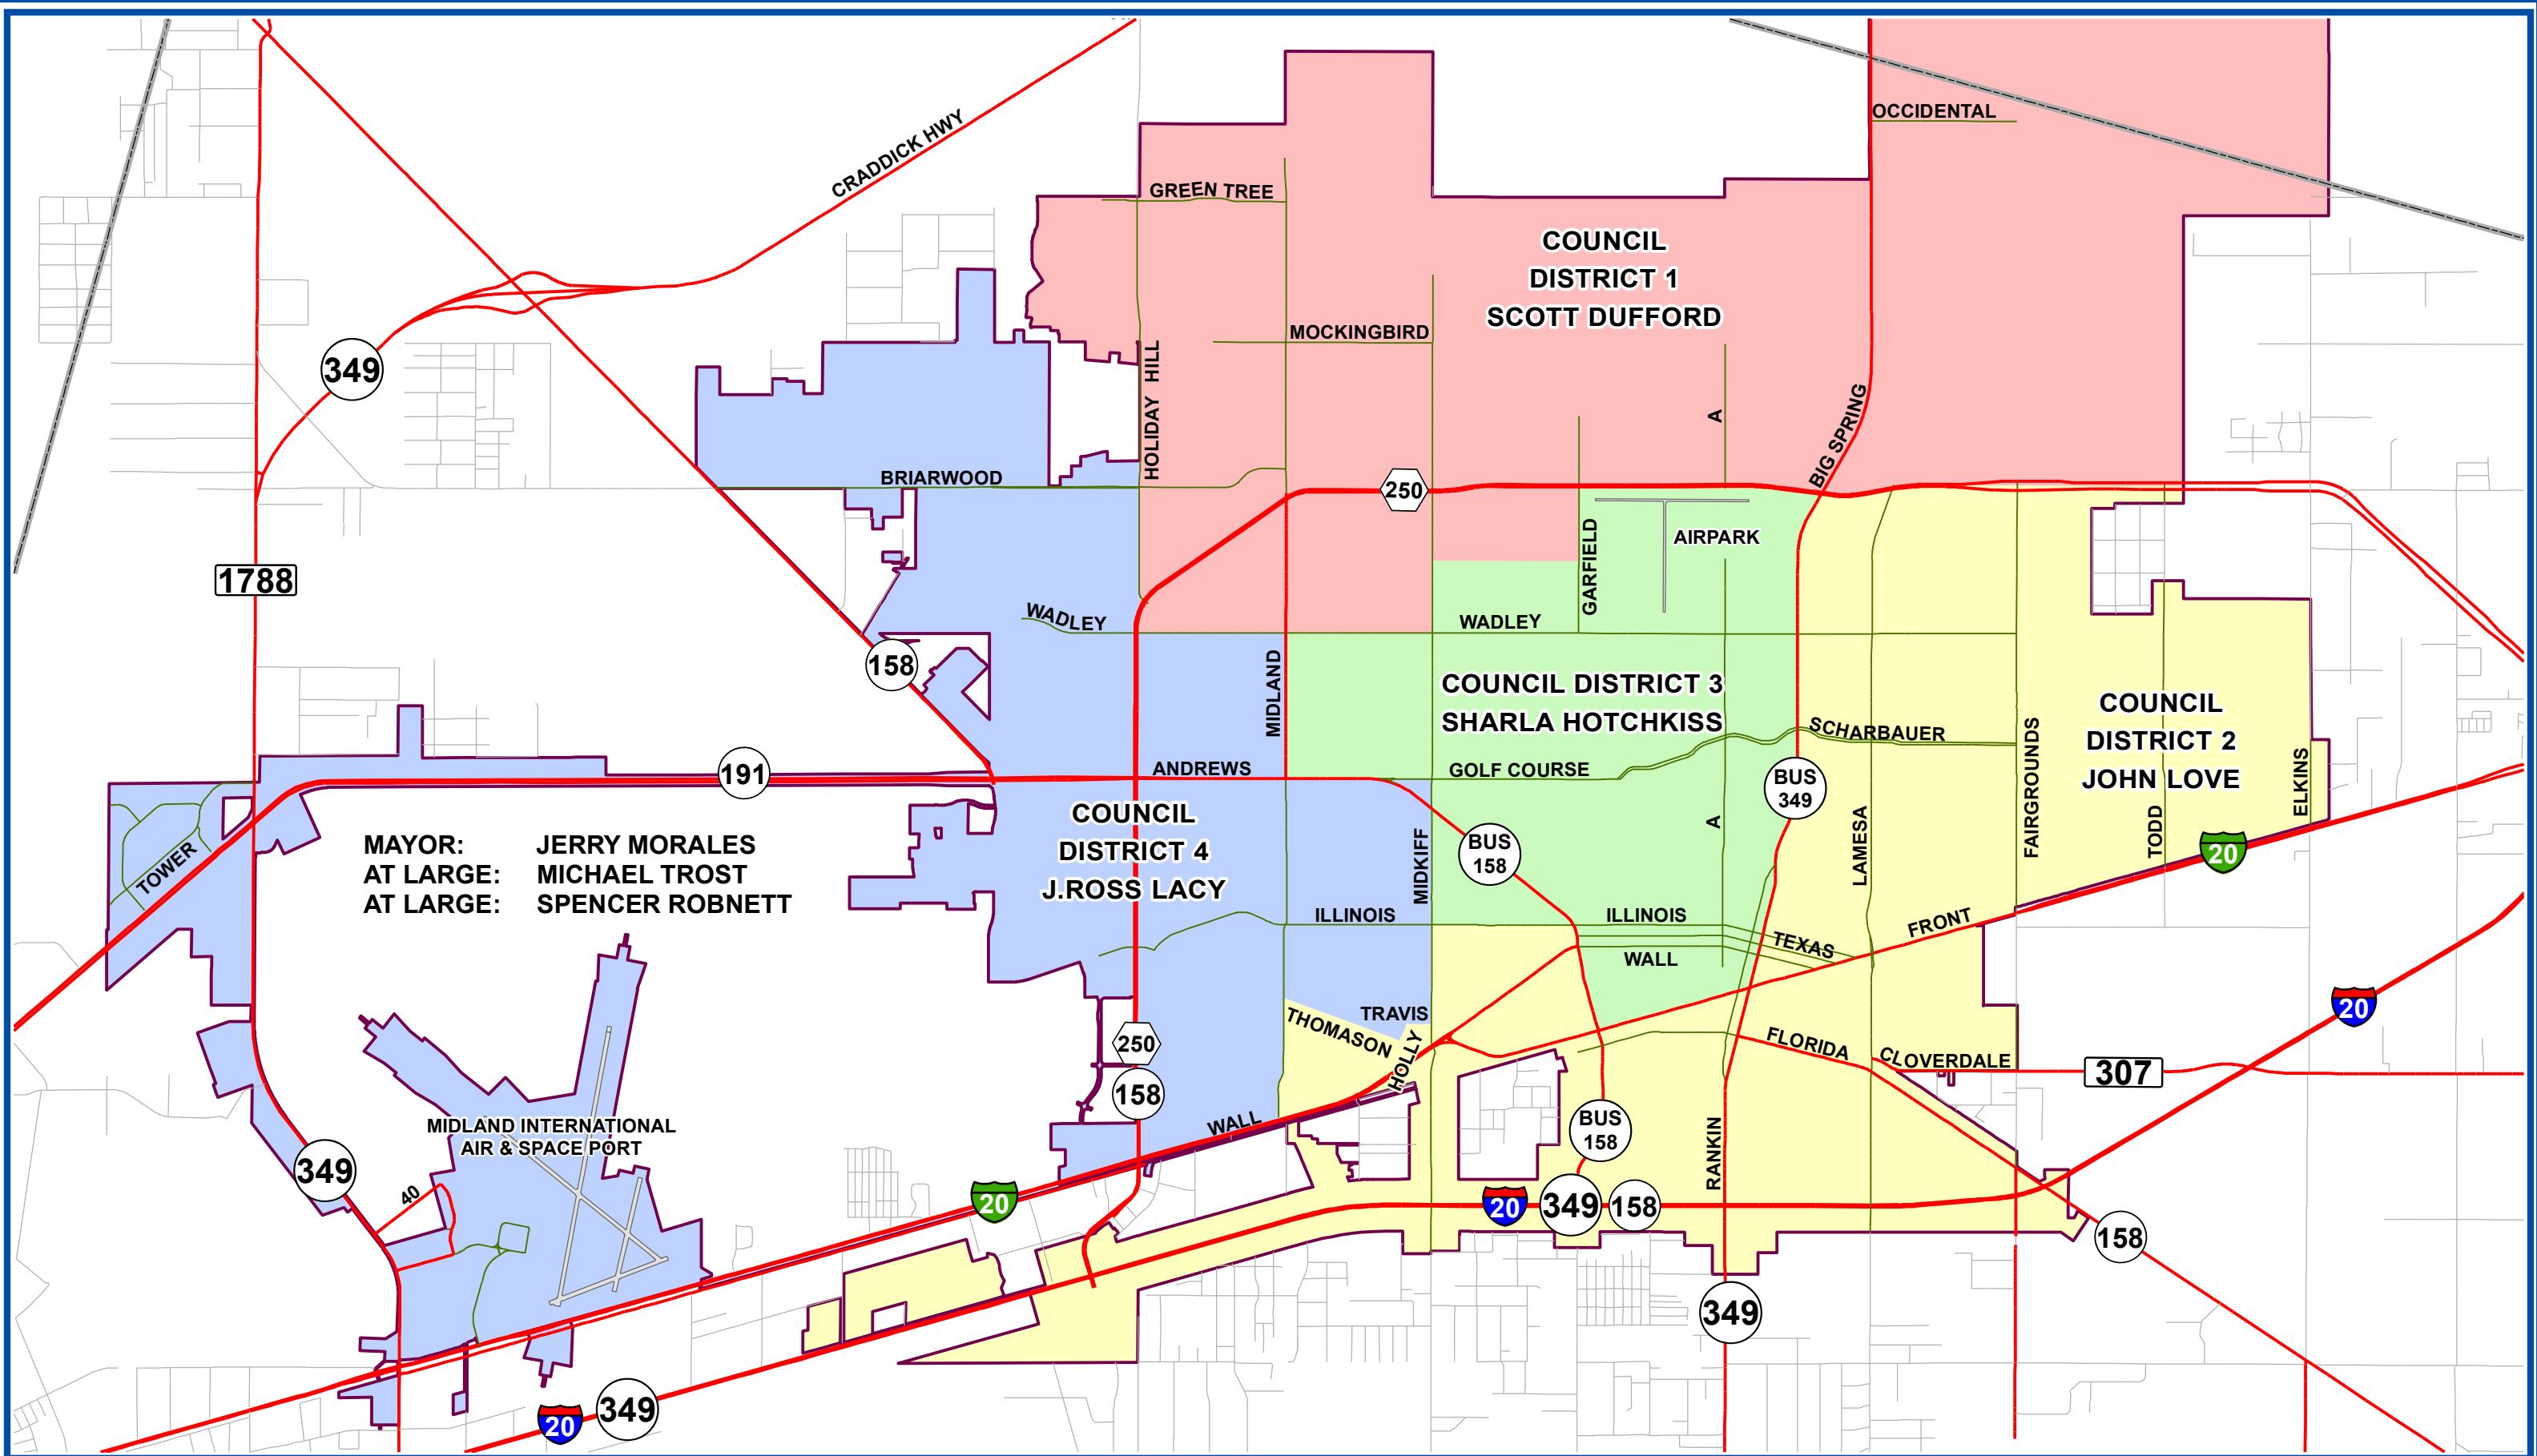 CRADDICK HWY
OCCIDENTAL
GREEN TREE
COUNCIL
DISTRICT 1
SCOTT DUFFORD
MOCKINGBIRD
349
HOLIDAY HILL
A
BIG SPRING
BRIARWOOD
250
GARFIELD
AIRPARK
1788
WADLEY
WADLEY
158
MIDLAND
COUNCIL DISTRICT 3
SHARLA HOTCHKISS
SCHARBAUER
FAIRGROUNDS
COUNCIL
DISTRICT 2
JOHN LOVE
191
ANDREWS
GOLF COURSE
BUS
349
ELKINS
TODD
COUNCIL
DISTRICT 4
J.ROSS LACY
MIDKIFF
BUS
158
A
LAMESA
20
MAYOR: JERRY MORALES
AT LARGE: MICHAEL TROST
AT LARGE: SPENCER ROBNETT
TOWER
ILLINOIS
ILLINOIS
FRONT
TEXAS
WALL
20
TRAVIS
THOMASON
HOLLY
250
FLORIDA
CLOVERDALE
307
158
MIDLAND INTERNATIONAL
AIR & SPACE PORT
WALL
BUS
158
RANKIN
349
40
20
20
349
158
158
349
20
349